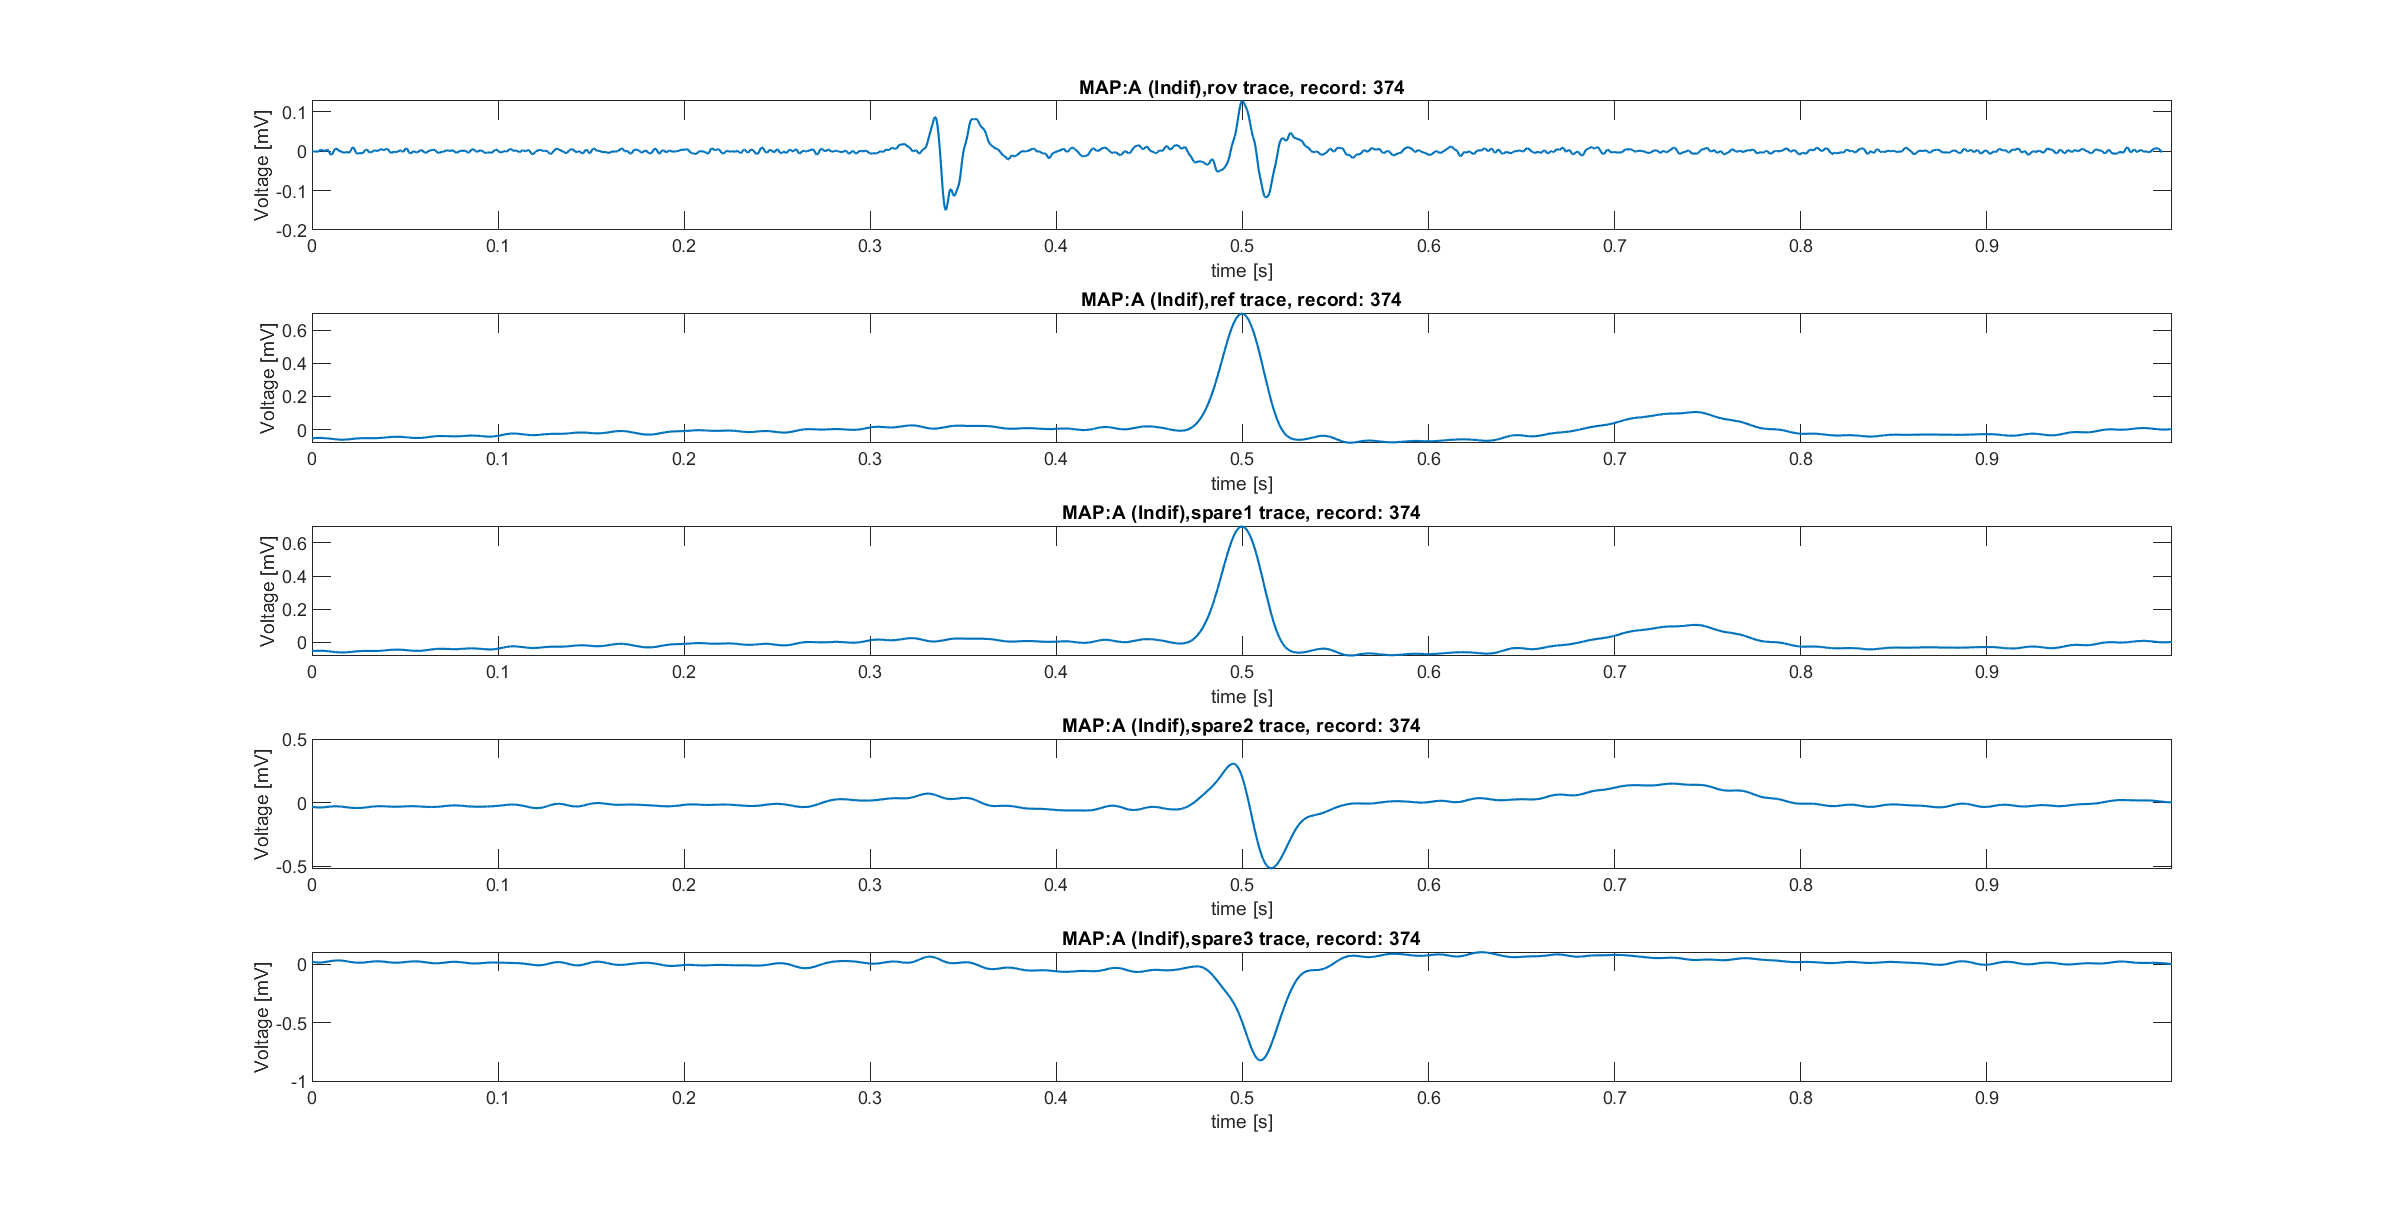 MAP:A (Indif),rov trace, record: 374
Voltage [mV]
0.1
0
-0.1
-0.2
0 0.1 0.2 0.3 0.4 0.5 0.6 0.7 0.8 0.9
time [s]
MAP:A (Indif),ref trace, record: 374
Voltage [mV]
0.6
0.4
0.2
0
0 0.1 0.2 0.3 0.4 0.5 0.6 0.7 0.8 0.9
time [s]
MAP:A (Indif),spare1 trace, record: 374
Voltage [mV]
0.6
0.4
0.2
0
0 0.1 0.2 0.3 0.4 0.5 0.6 0.7 0.8 0.9
time [s]
MAP:A (Indif),spare2 trace, record: 374
Voltage [mV]
0.5
0
-0.5
0 0.1 0.2 0.3 0.4 0.5 0.6 0.7 0.8 0.9
time [s]
MAP:A (Indif),spare3 trace, record: 374
Voltage [mV]
0
-0.5
-1
0 0.1 0.2 0.3 0.4 0.5 0.6 0.7 0.8 0.9
time [s]